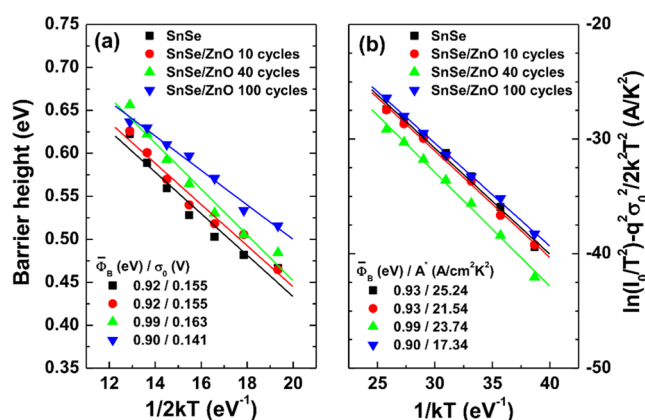 (a)
SnSe
SnSe/ZnO 10 cycles
SnSe/ZnO 40 cycles
SnSe/ZnO 100 cycles
Φ̅B (eV) / σ0 (V)
0.92 / 0.155
0.92 / 0.155
0.99 / 0.163
0.90 / 0.141
Barrier height (eV)
0.75
0.70
0.65
0.60
0.55
0.50
0.45
0.40
0.35
12 14 16 18 20
1/2kT (eV⁻¹)
(b)
SnSe
SnSe/ZnO 10 cycles
SnSe/ZnO 40 cycles
SnSe/ZnO 100 cycles
Φ̅B (eV) / A* (A/cm²K²)
0.93 / 25.24
0.93 / 21.54
0.99 / 23.74
0.90 / 17.34
25 30 35 40
1/kT (eV⁻¹)
-20
-30
-40
-50
ln(I0/T²)-q²σ0²/2k²T² (A/K²)